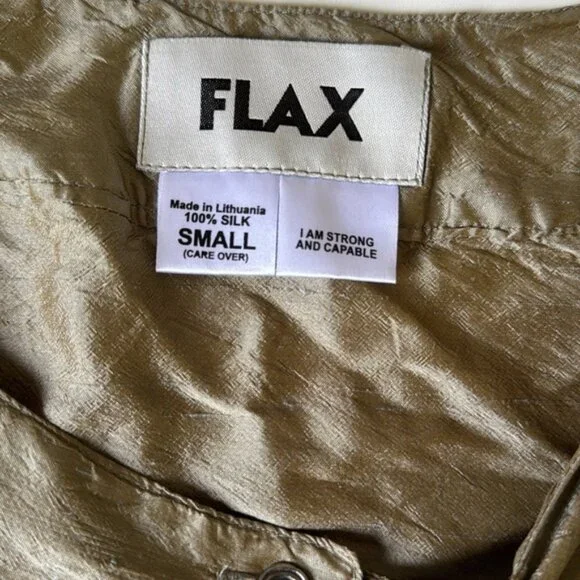 FLAX
Made in Lithuania
100% SILK
SMALL
(CARE OVER)
I AM STRONG
AND CAPABLE